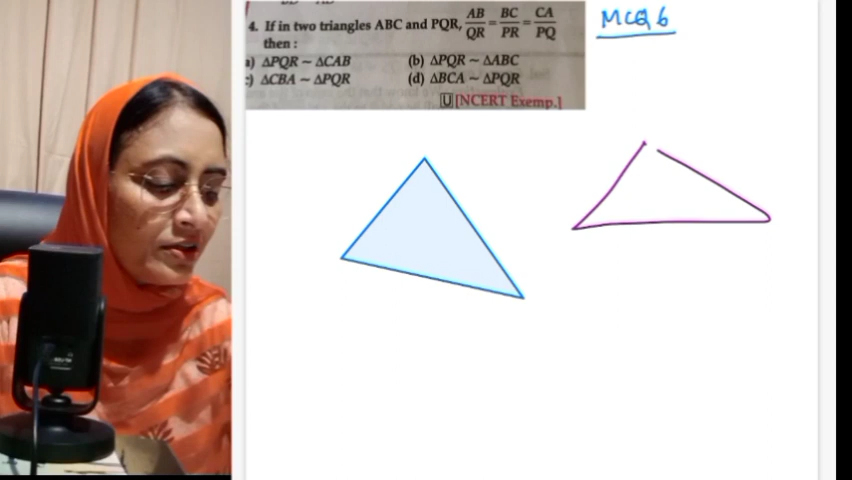 4. If in two triangles ABC and PQR, AB/QR = BC/PR = CA/PQ
then :
a) ΔPQR ~ ΔCAB (b) ΔPQR ~ ΔABC
c) ΔCBA ~ ΔPQR (d) ΔBCA ~ ΔPQR
U [NCERT Exemp.]
MCQ 6